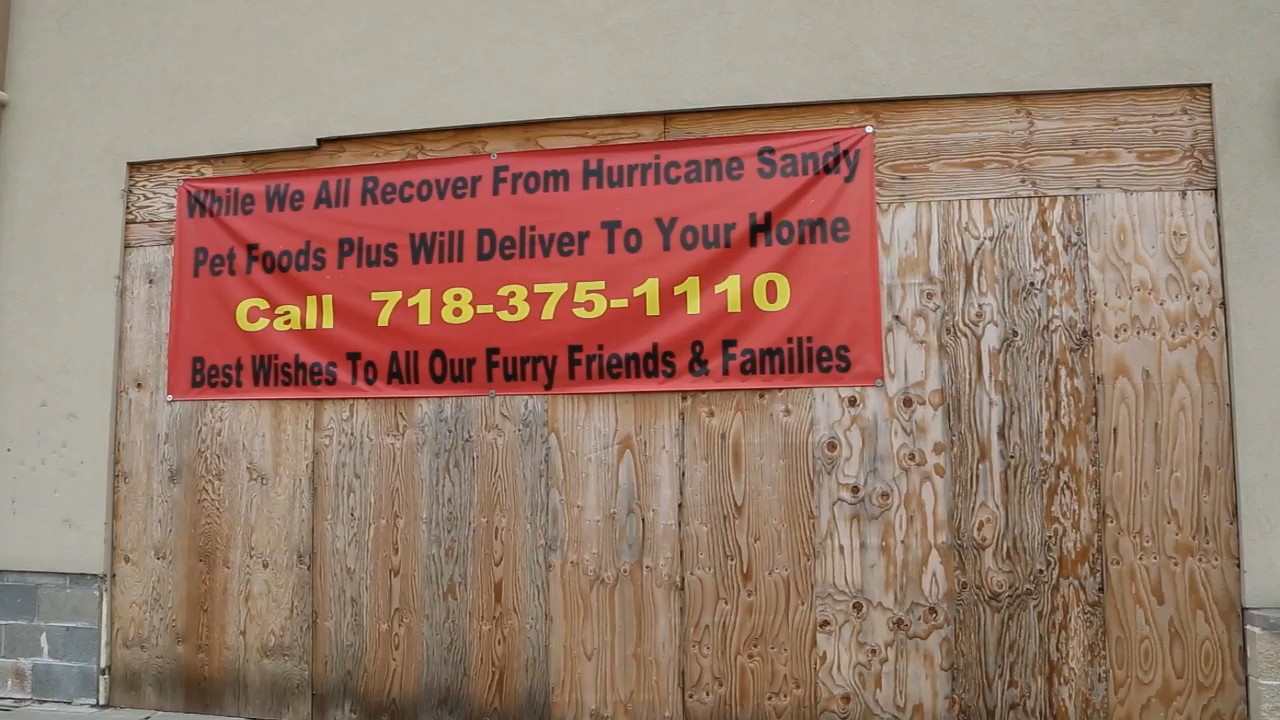 While We All Recover From Hurricane Sandy
Pet Foods Plus Will Deliver To Your Home
Call 718-375-1110
Best Wishes To All Our Furry Friends & Families